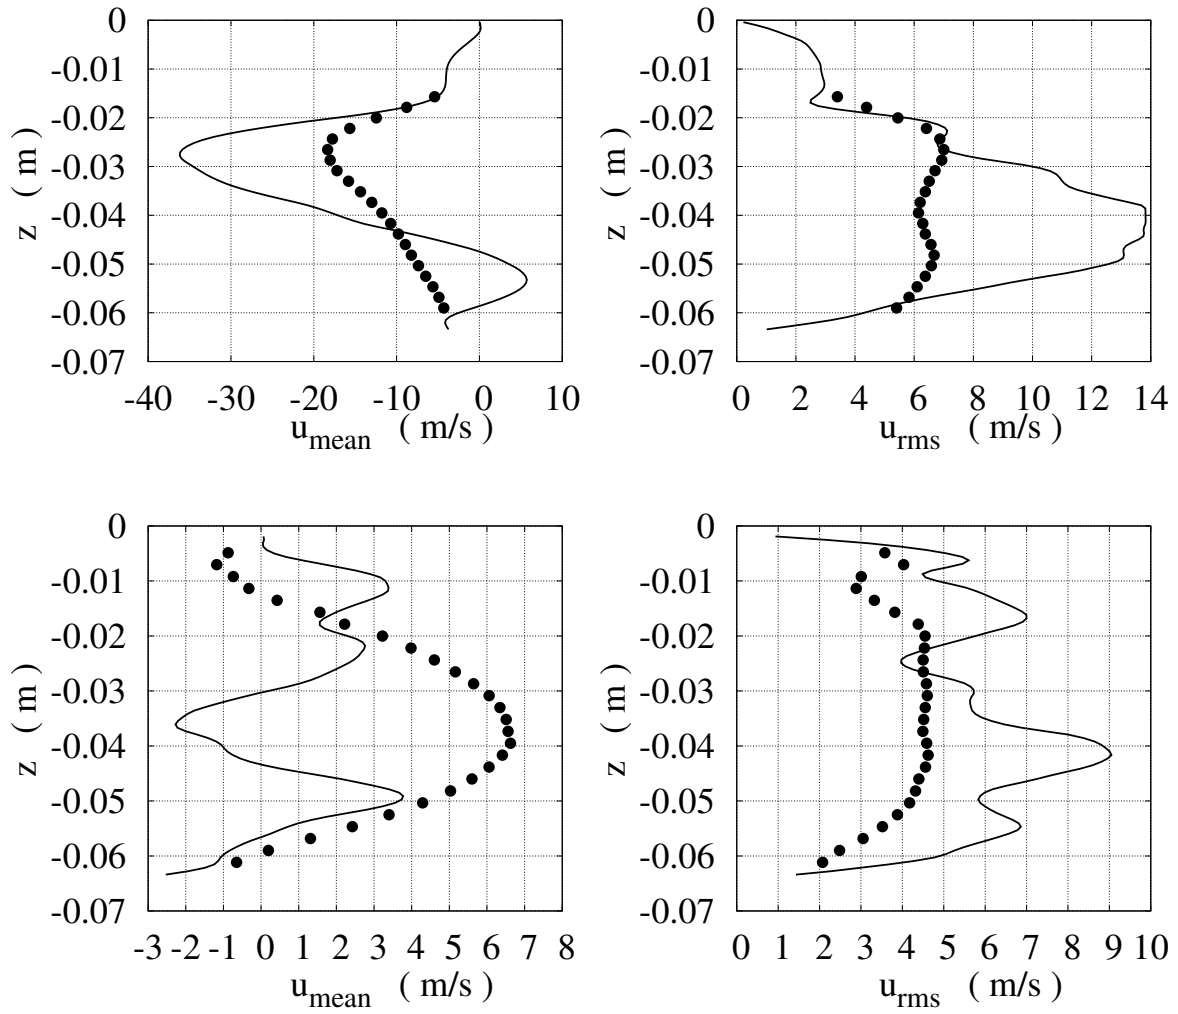 0
-0.01
-0.02
-0.03
-0.04
-0.05
-0.06
-0.07
z ( m )
-40 -30 -20 -10 0 10
u_mean ( m/s )
0
-0.01
-0.02
-0.03
-0.04
-0.05
-0.06
-0.07
z ( m )
0 2 4 6 8 10 12 14
u_rms ( m/s )
0
-0.01
-0.02
-0.03
-0.04
-0.05
-0.06
-0.07
z ( m )
-3 -2 -1 0 1 2 3 4 5 6 7 8
u_mean ( m/s )
0
-0.01
-0.02
-0.03
-0.04
-0.05
-0.06
-0.07
z ( m )
0 1 2 3 4 5 6 7 8 9 10
u_rms ( m/s )